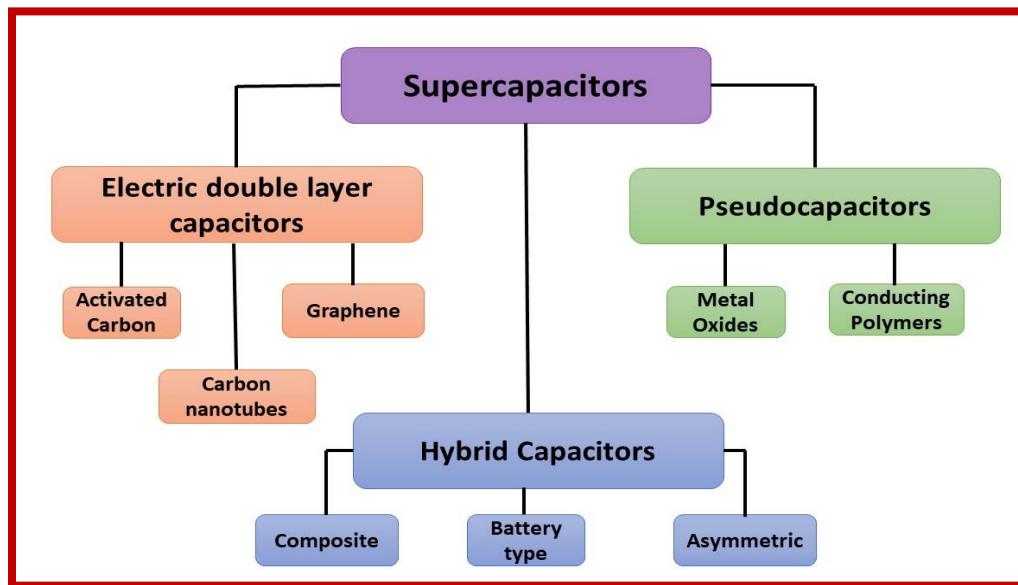 Supercapacitors
Electric double layer
capacitors
Pseudocapacitors
Activated
Carbon
Graphene
Metal
Oxides
Conducting
Polymers
Carbon
nanotubes
Hybrid Capacitors
Composite
Battery
type
Asymmetric